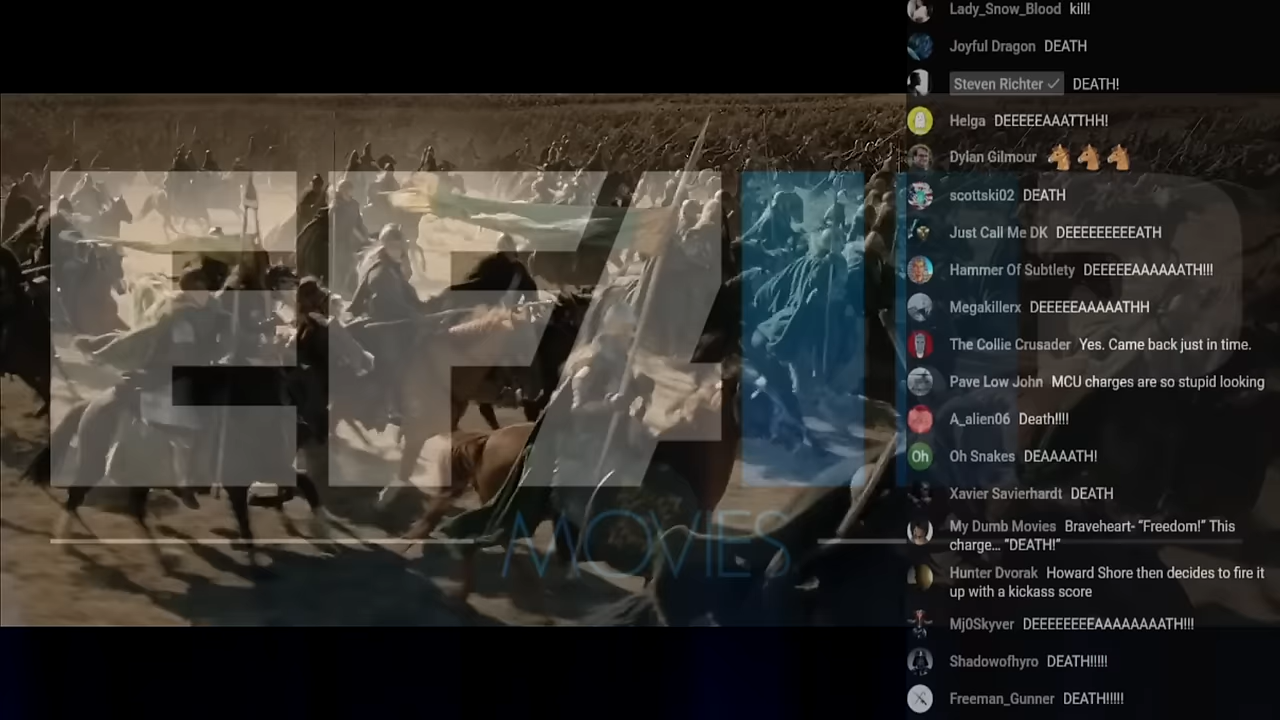 EFAP
MOVIES
Lady_Snow_Blood kill!
Joyful Dragon DEATH
Steven Richter ✓ DEATH!
Helga DEEEEEAAATTHH!
Dylan Gilmour
scottski02 DEATH
Just Call Me DK DEEEEEEEEEATH
Hammer Of Subtlety DEEEEEAAAAAATH!!!
Megakillerx DEEEEEAAAAATHH
The Collie Crusader Yes. Came back just in time.
Pave Low John MCU charges are so stupid looking
A_alien06 Death!!!!
Oh
Oh Snakes DEAAAATH!
Xavier Savierhardt DEATH
My Dumb Movies Braveheart- “Freedom!” This
charge... “DEATH!”
Hunter Dvorak Howard Shore then decides to fire it
up with a kickass score
Mj0Skyver DEEEEEEEEAAAAAAAATH!!!
Shadowofhyro DEATH!!!!!
Freeman_Gunner DEATH!!!!!